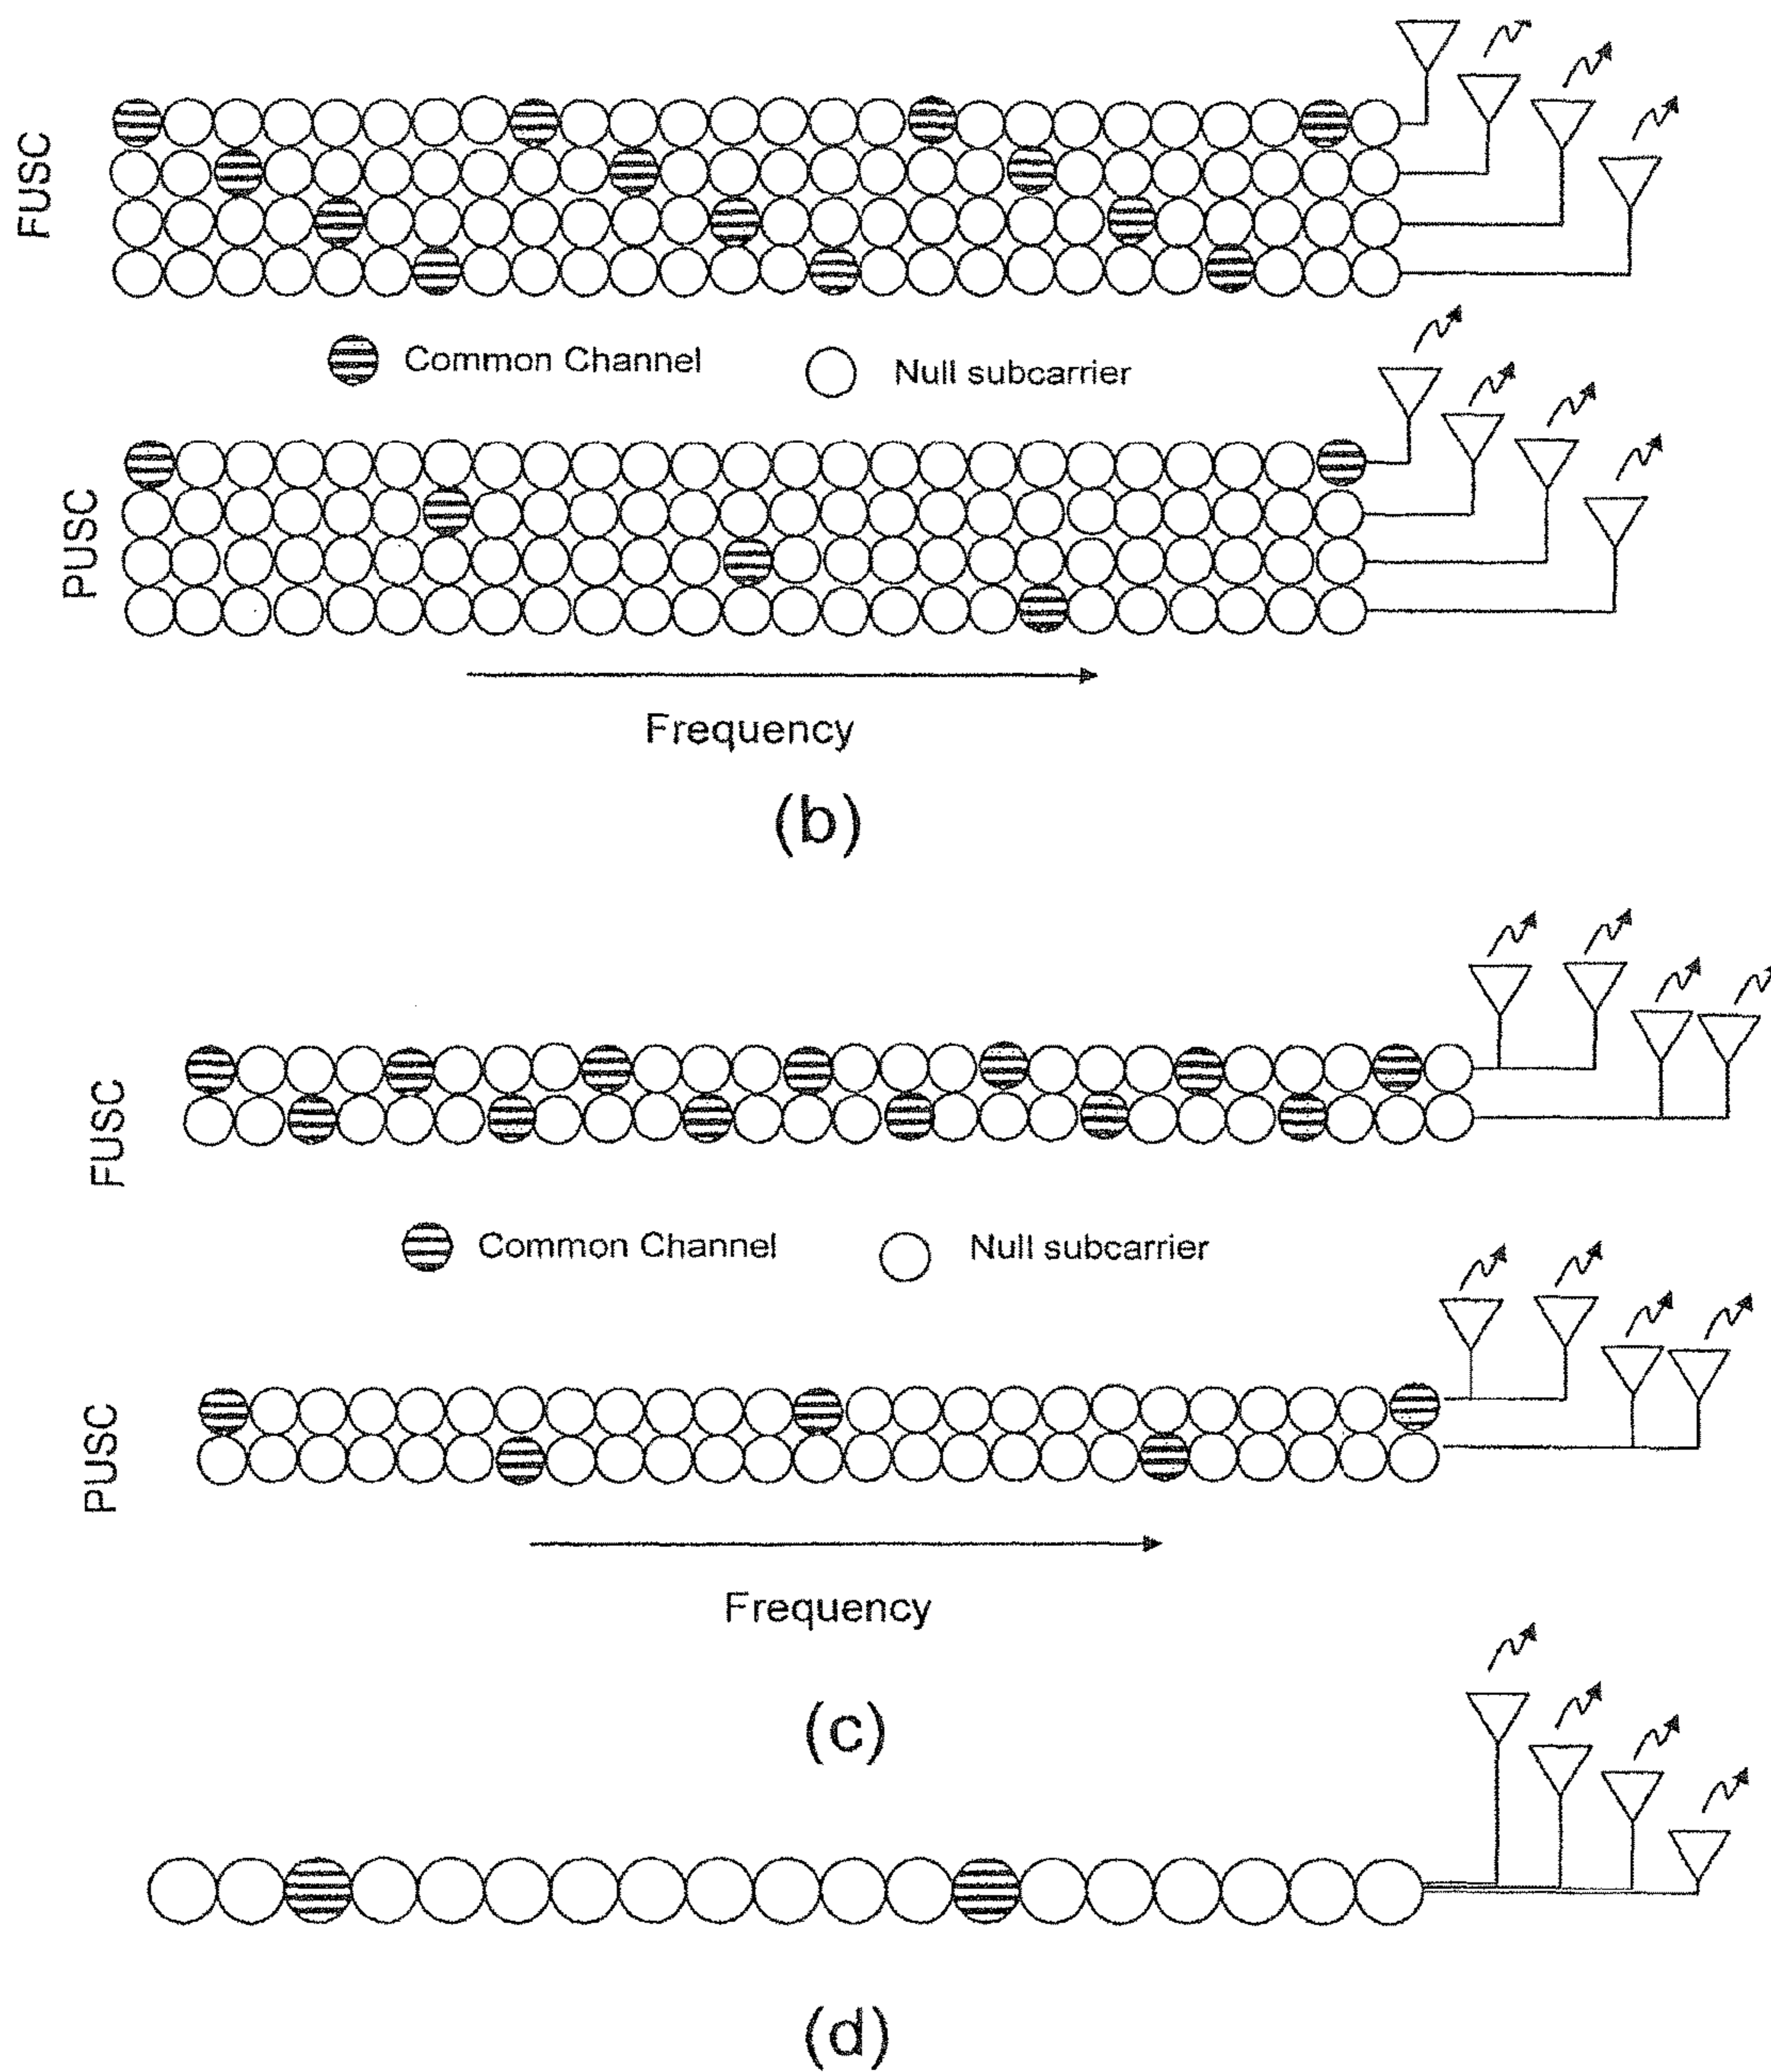 FUSC
Common Channel
Null subcarrier
PUSC
Frequency
(b)
FUSC
Common Channel
Null subcarrier
PUSC
Frequency
(c)
(d)